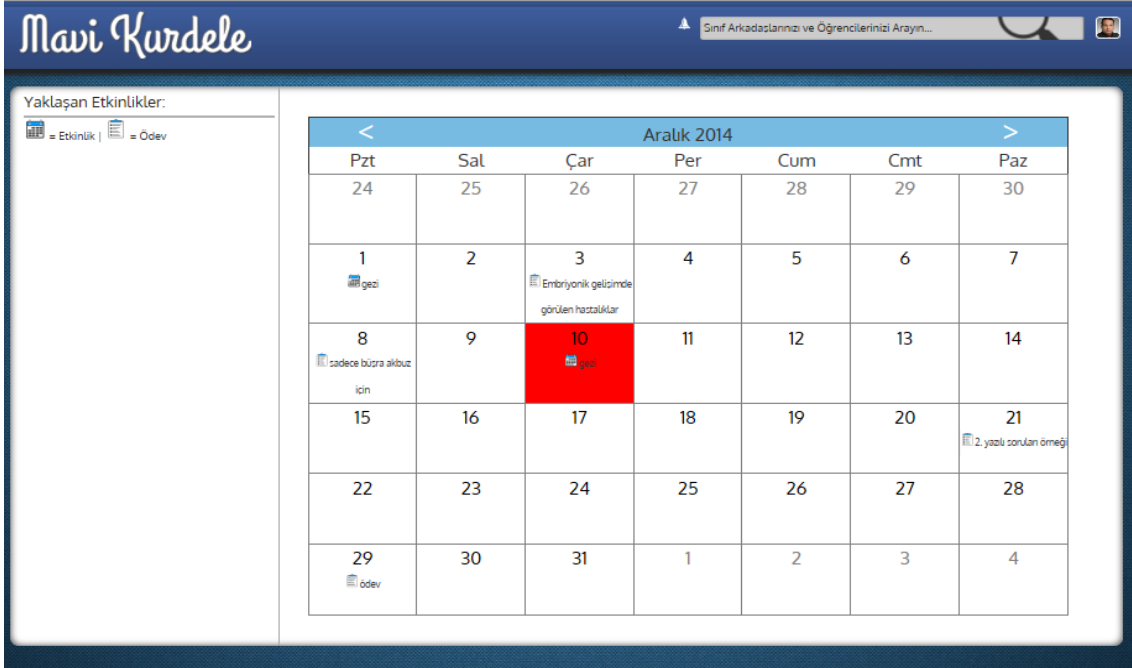 Mavi Kurdele
Sınıf Arkadaşlarınızı ve Öğrencilerinizi Arayın...
Yaklaşan Etkinlikler:
= Etkinlik | = Ödev
< Aralık 2014 >
Pzt Sal Çar Per Cum Cmt Paz
24 25 26 27 28 29 30
1 2 3 4 5 6 7
gezi Embriyonik gelişimde
görülen hastalıklar
8 9 10 11 12 13 14
sadece büşra akbuz gezi
için
15 16 17 18 19 20 21
2. yazılı soruları örneği
22 23 24 25 26 27 28
29 30 31 1 2 3 4
ödev